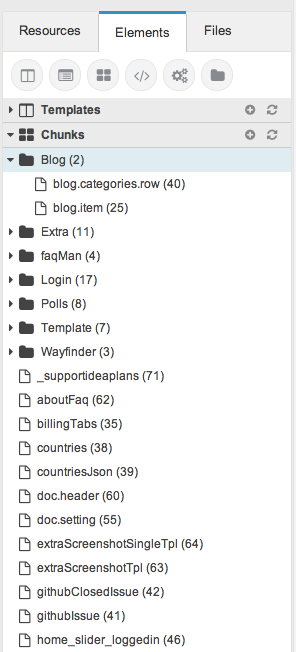 Resources Elements Files
Templates
Chunks
Blog (2)
blog.categories.row (40)
blog.item (25)
Extra (11)
faqMan (4)
Login (17)
Polls (8)
Template (7)
Wayfinder (3)
_supportideaplans (71)
aboutFaq (62)
billingTabs (35)
countries (38)
countriesJson (39)
doc.header (60)
doc.setting (55)
extraScreenshotSingleTpl (64)
extraScreenshotTpl (63)
githubClosedIssue (42)
githubIssue (41)
home_slider_loggedin (46)